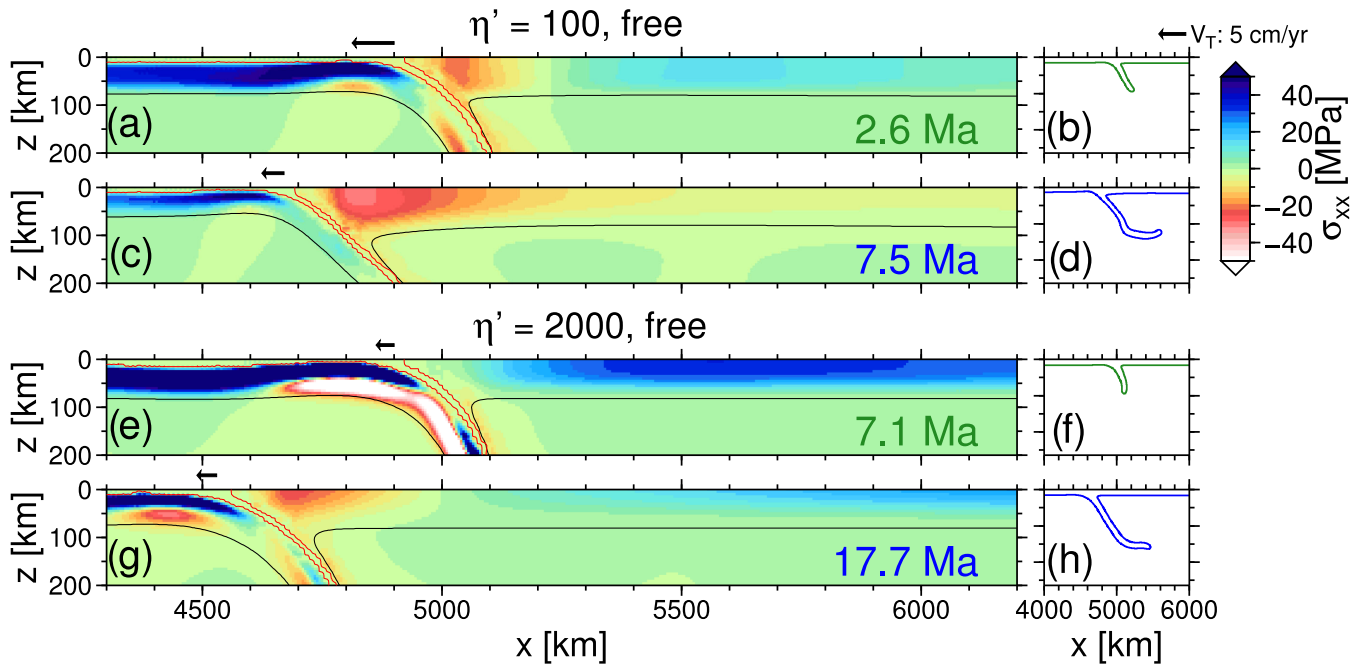 η' = 100, free
V_T: 5 cm/yr
0
100
200
z [km]
(a)
2.6 Ma
(b)
40
20
0
−20
−40
σ_xx [MPa]
0
100
200
z [km]
(c)
7.5 Ma
(d)
η' = 2000, free
0
100
200
z [km]
(e)
7.1 Ma
(f)
0
100
200
z [km]
(g)
17.7 Ma
(h)
4500 5000 5500 6000
4000 5000 6000
x [km]
x [km]